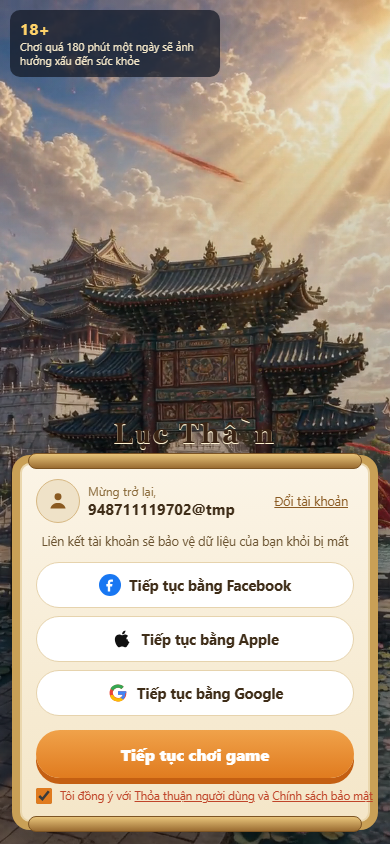 18+
Chơi quá 180 phút một ngày sẽ ảnh
hưởng xấu đến sức khỏe
Lục Thần
Mừng trở lại,
948711119702@tmp
Đổi tài khoản
Liên kết tài khoản sẽ bảo vệ dữ liệu của bạn khỏi bị mất
Tiếp tục bằng Facebook
Tiếp tục bằng Apple
Tiếp tục bằng Google
Tiếp tục chơi game
Tôi đồng ý với Thỏa thuận người dùng và Chính sách bảo mật